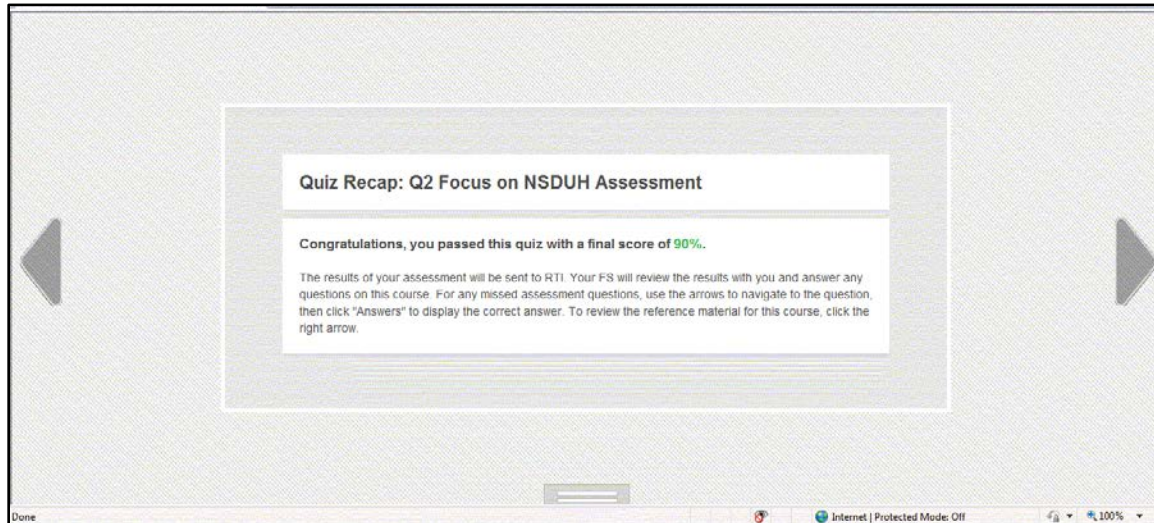 Quiz Recap: Q2 Focus on NSDUH Assessment
Congratulations, you passed this quiz with a final score of 90%.
The results of your assessment will be sent to RTI. Your FS will review the results with you and answer any
questions on this course. For any missed assessment questions, use the arrows to navigate to the question,
then click "Answers" to display the correct answer. To review the reference material for this course, click the
right arrow.
Done
Internet | Protected Mode: Off
100%